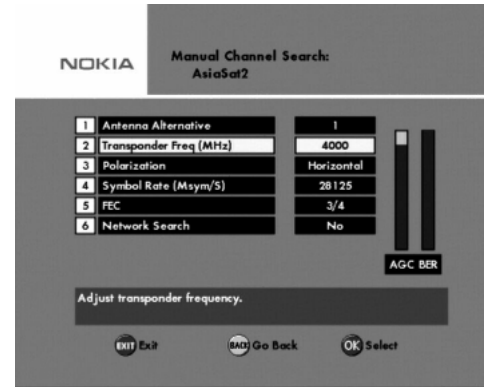 NOKIA
Manual Channel Search:
AsiaSat2
1 Antenna Alternative 1
2 Transponder Freq (MHz) 4000
3 Polarization Horizontal
4 Symbol Rate (Msym/S) 28125
5 FEC 3/4
6 Network Search No
AGC BER
Adjust transponder frequency.
EXIT Exit BACK Go Back OK Select